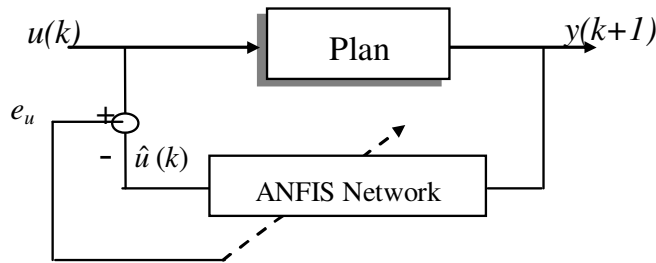 u(k)
Plan
y(k+1)
e_u
+
-
û (k)
ANFIS Network